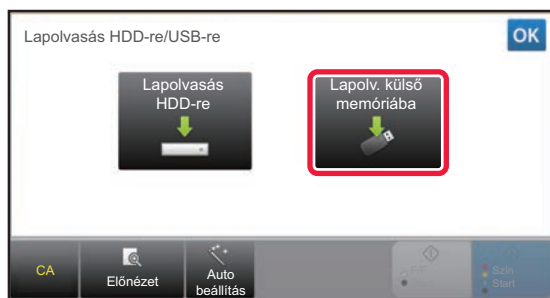 Lapolvasás HDD-re/USB-re
OK
Lapolvasás
HDD-re
Lapolv. külső
memóriába
CA
Előnézet
Auto
beállítás
Szín
Start